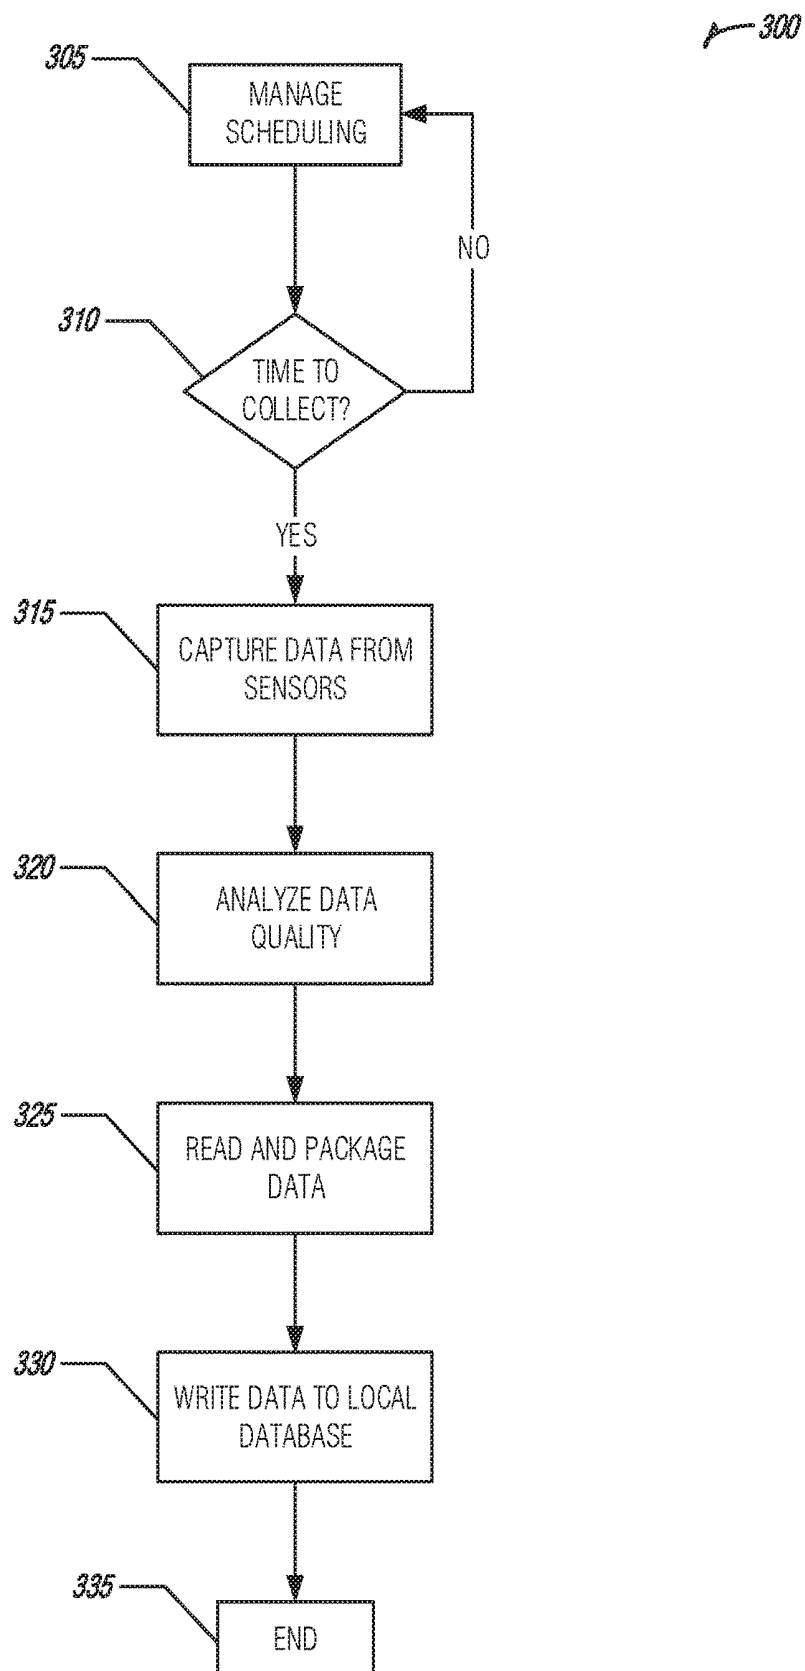 300
305
MANAGE
SCHEDULING
NO
310
TIME TO
COLLECT?
YES
315
CAPTURE DATA FROM
SENSORS
320
ANALYZE DATA
QUALITY
325
READ AND PACKAGE
DATA
330
WRITE DATA TO LOCAL
DATABASE
335
END